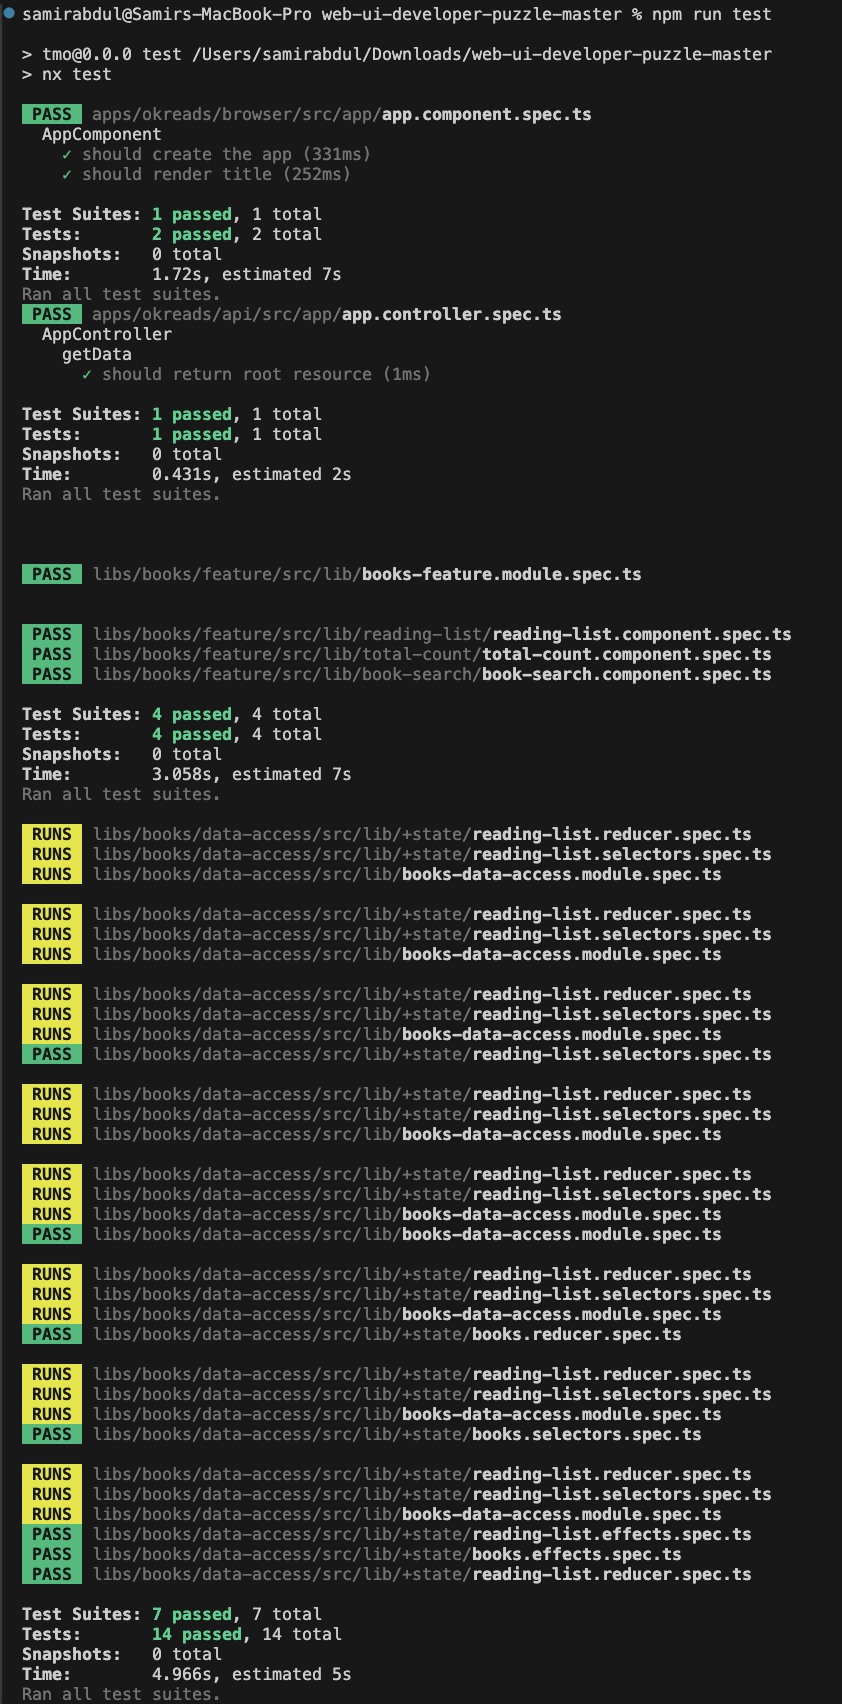 samirabdul@Samirs-MacBook-Pro web-ui-developer-puzzle-master % npm run test
> tmo@0.0.0 test /Users/samirabdul/Downloads/web-ui-developer-puzzle-master
> nx test
PASS apps/okreads/browser/src/app/app.component.spec.ts
AppComponent
✓ should create the app (331ms)
✓ should render title (252ms)
Test Suites: 1 passed, 1 total
Tests: 2 passed, 2 total
Snapshots: 0 total
Time: 1.72s, estimated 7s
Ran all test suites.
PASS apps/okreads/api/src/app/app.controller.spec.ts
AppController
getData
✓ should return root resource (1ms)
Test Suites: 1 passed, 1 total
Tests: 1 passed, 1 total
Snapshots: 0 total
Time: 0.431s, estimated 2s
Ran all test suites.
PASS libs/books/feature/src/lib/books-feature.module.spec.ts
PASS libs/books/feature/src/lib/reading-list/reading-list.component.spec.ts
PASS libs/books/feature/src/lib/total-count/total-count.component.spec.ts
PASS libs/books/feature/src/lib/book-search/book-search.component.spec.ts
Test Suites: 4 passed, 4 total
Tests: 4 passed, 4 total
Snapshots: 0 total
Time: 3.058s, estimated 7s
Ran all test suites.
RUNS libs/books/data-access/src/lib/+state/reading-list.reducer.spec.ts
RUNS libs/books/data-access/src/lib/+state/reading-list.selectors.spec.ts
RUNS libs/books/data-access/src/lib/books-data-access.module.spec.ts
RUNS libs/books/data-access/src/lib/+state/reading-list.reducer.spec.ts
RUNS libs/books/data-access/src/lib/+state/reading-list.selectors.spec.ts
RUNS libs/books/data-access/src/lib/books-data-access.module.spec.ts
RUNS libs/books/data-access/src/lib/+state/reading-list.reducer.spec.ts
RUNS libs/books/data-access/src/lib/+state/reading-list.selectors.spec.ts
RUNS libs/books/data-access/src/lib/books-data-access.module.spec.ts
PASS libs/books/data-access/src/lib/+state/reading-list.selectors.spec.ts
RUNS libs/books/data-access/src/lib/+state/reading-list.reducer.spec.ts
RUNS libs/books/data-access/src/lib/+state/reading-list.selectors.spec.ts
RUNS libs/books/data-access/src/lib/books-data-access.module.spec.ts
RUNS libs/books/data-access/src/lib/+state/reading-list.reducer.spec.ts
RUNS libs/books/data-access/src/lib/+state/reading-list.selectors.spec.ts
RUNS libs/books/data-access/src/lib/books-data-access.module.spec.ts
PASS libs/books/data-access/src/lib/books-data-access.module.spec.ts
RUNS libs/books/data-access/src/lib/+state/reading-list.reducer.spec.ts
RUNS libs/books/data-access/src/lib/+state/reading-list.selectors.spec.ts
RUNS libs/books/data-access/src/lib/books-data-access.module.spec.ts
PASS libs/books/data-access/src/lib/+state/books.reducer.spec.ts
RUNS libs/books/data-access/src/lib/+state/reading-list.reducer.spec.ts
RUNS libs/books/data-access/src/lib/+state/reading-list.selectors.spec.ts
RUNS libs/books/data-access/src/lib/books-data-access.module.spec.ts
PASS libs/books/data-access/src/lib/+state/books.selectors.spec.ts
RUNS libs/books/data-access/src/lib/+state/reading-list.reducer.spec.ts
RUNS libs/books/data-access/src/lib/+state/reading-list.selectors.spec.ts
RUNS libs/books/data-access/src/lib/books-data-access.module.spec.ts
PASS libs/books/data-access/src/lib/+state/reading-list.effects.spec.ts
PASS libs/books/data-access/src/lib/+state/books.effects.spec.ts
PASS libs/books/data-access/src/lib/+state/reading-list.reducer.spec.ts
Test Suites: 7 passed, 7 total
Tests: 14 passed, 14 total
Snapshots: 0 total
Time: 4.966s, estimated 5s
Ran all test suites.